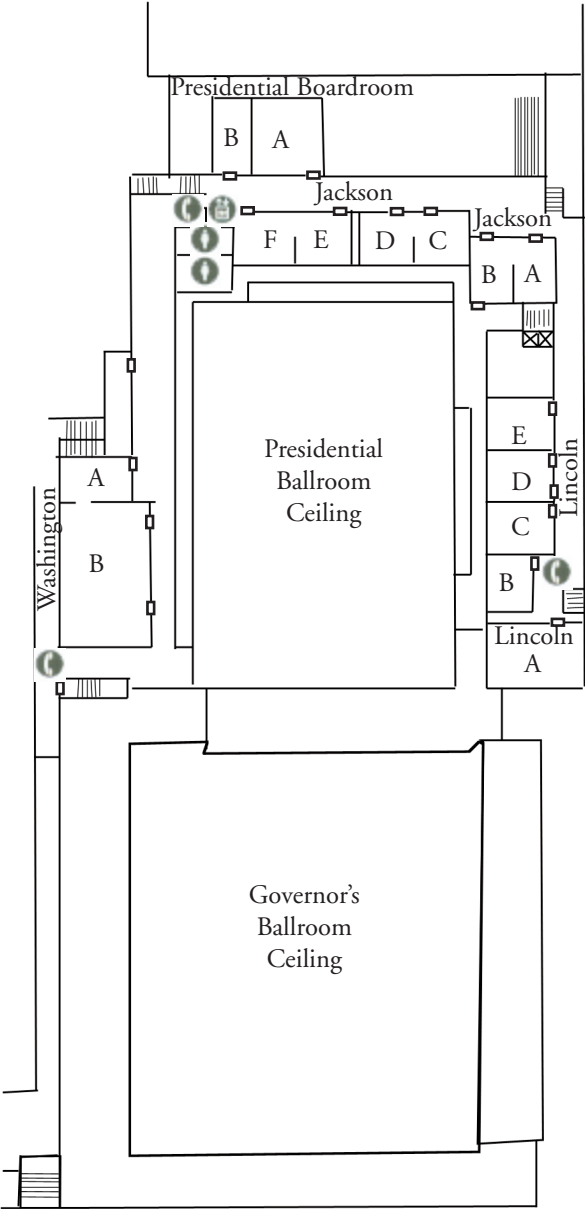 Presidential Boardroom
B
A
Jackson
Jackson
F
E
D
C
B
A
Presidential
Ballroom
Ceiling
E
D
C
B
Lincoln
Lincoln
A
Washington
A
B
Governor's
Ballroom
Ceiling